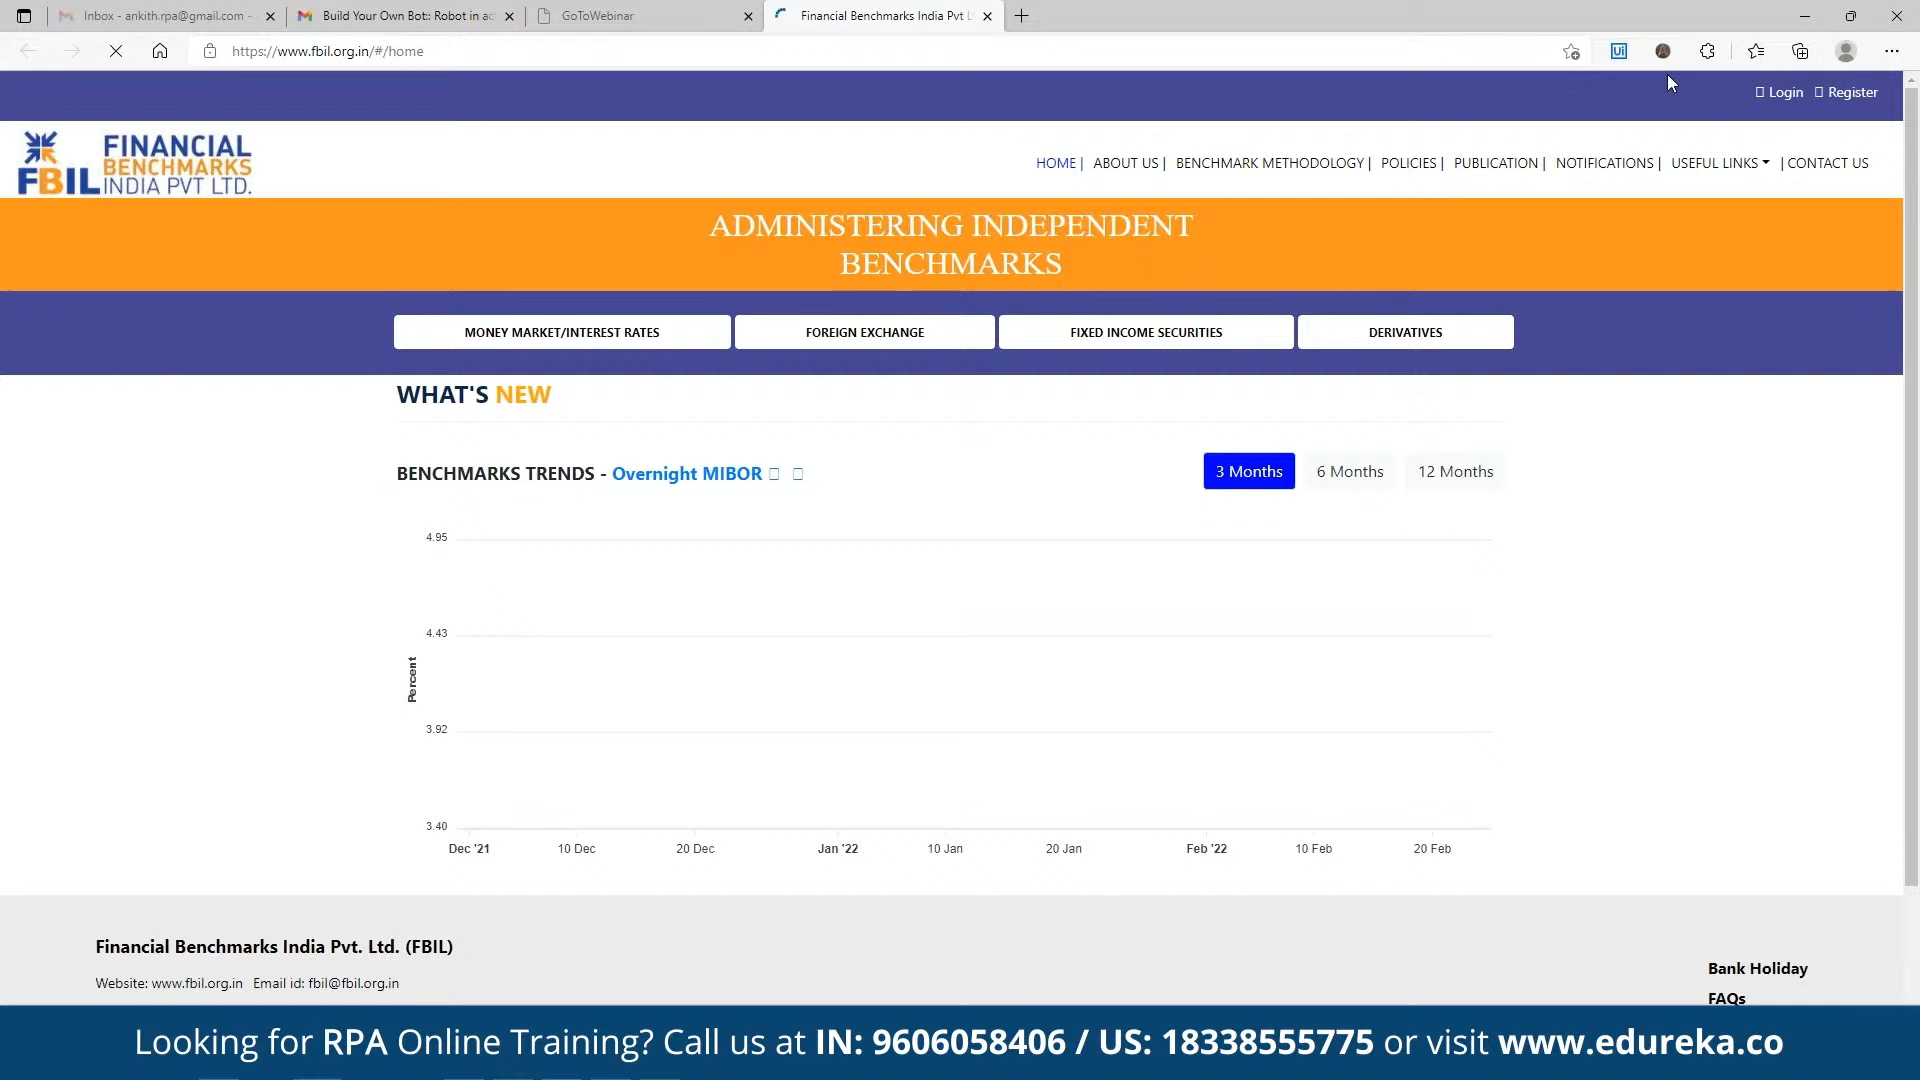 Inbox - ankith.rpa@gmail.com -
Build Your Own Bot:: Robot in ac
GoToWebinar
Financial Benchmarks India Pvt L
https://www.fbil.org.in/#/home
Login
Register
FINANCIAL
BENCHMARKS
FBIL INDIA PVT LTD.
HOME | ABOUT US | BENCHMARK METHODOLOGY | POLICIES | PUBLICATION | NOTIFICATIONS | USEFUL LINKS | CONTACT US
ADMINISTERING INDEPENDENT
BENCHMARKS
MONEY MARKET/INTEREST RATES
FOREIGN EXCHANGE
FIXED INCOME SECURITIES
DERIVATIVES
WHAT'S NEW
BENCHMARKS TRENDS - Overnight MIBOR
3 Months
6 Months
12 Months
4.95
4.43
Percent
3.92
3.40
Dec '21
10 Dec
20 Dec
Jan '22
10 Jan
20 Jan
Feb '22
10 Feb
20 Feb
Financial Benchmarks India Pvt. Ltd. (FBIL)
Website: www.fbil.org.in Email id: fbil@fbil.org.in
Bank Holiday
FAQs
Looking for RPA Online Training? Call us at IN: 9606058406 / US: 18338555775 or visit www.edureka.co